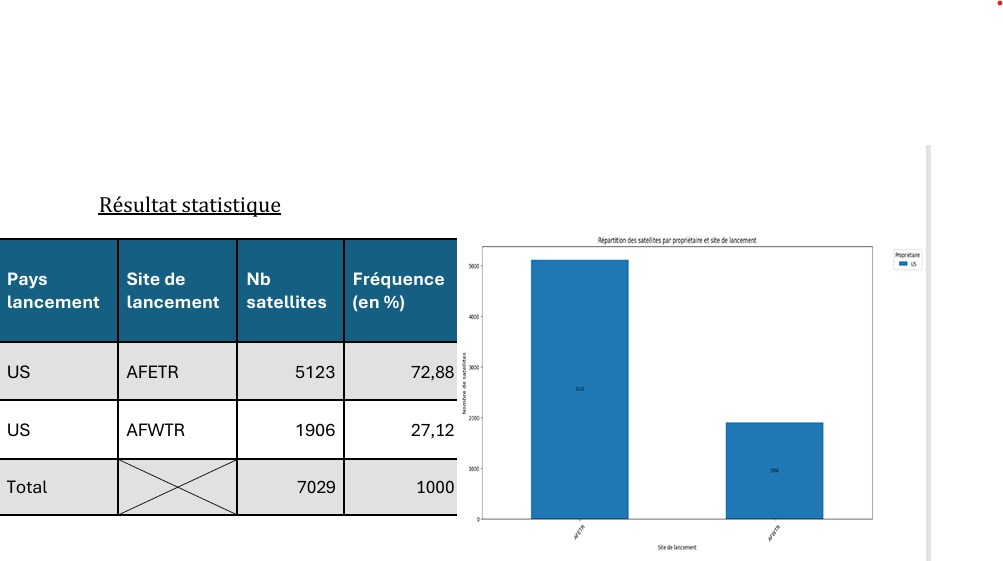 Résultat statistique
Pays lancement
Site de lancement
Nb satellites
Fréquence (en %)
US AFETR 5123 72,88
US AFWTR 1906 27,12
Total 7029 1000
Répartition des satellites par propriétaire et site de lancement
Propriétaire
US
Nombre de satellites
5000
4000
3000
2000
1000
0
5123
1906
AFETR
AFWTR
Site de lancement